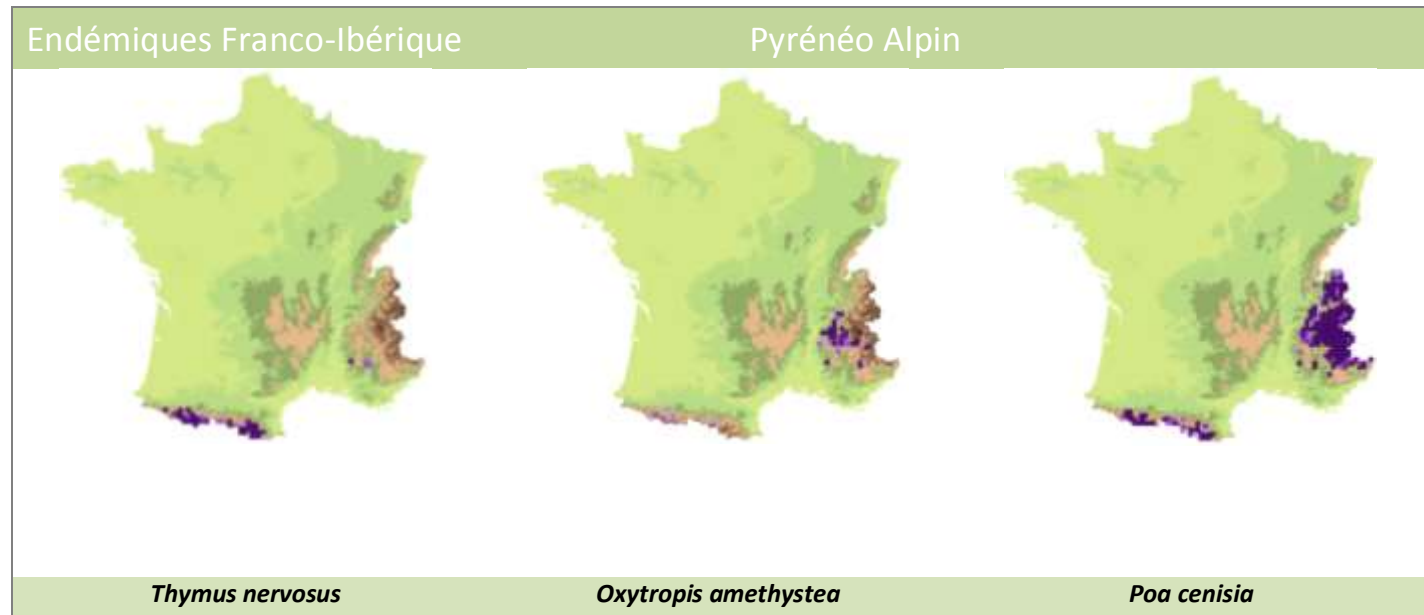 Endémiques Franco-Ibérique
Pyrénéo Alpin
Thymus nervosus
Oxytropis amethystea
Poa cenisia